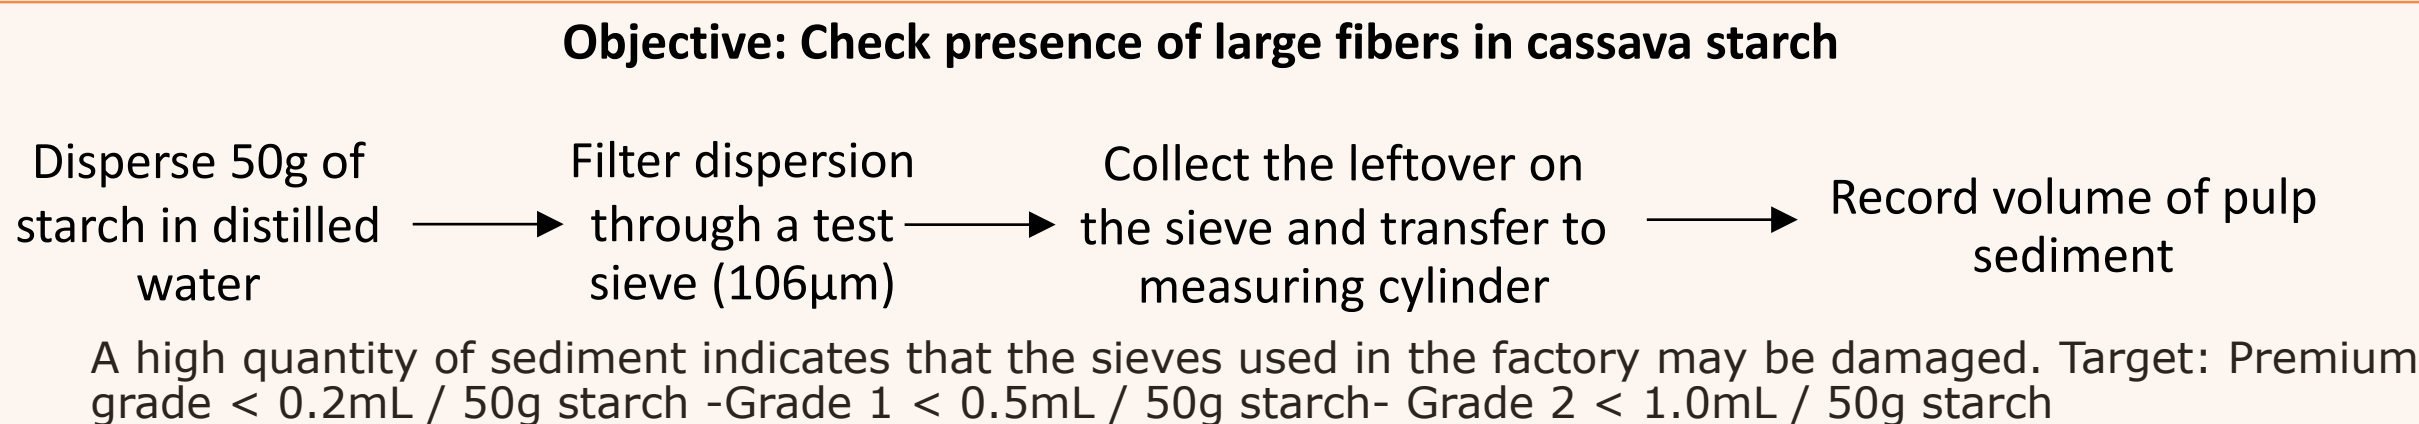 Objective: Check presence of large fibers in cassava starch
Disperse 50g of
starch in distilled
water
Filter dispersion
through a test
sieve (106µm)
Collect the leftover on
the sieve and transfer to
measuring cylinder
Record volume of pulp
sediment
A high quantity of sediment indicates that the sieves used in the factory may be damaged. Target: Premium
grade < 0.2mL / 50g starch -Grade 1 < 0.5mL / 50g starch- Grade 2 < 1.0mL / 50g starch